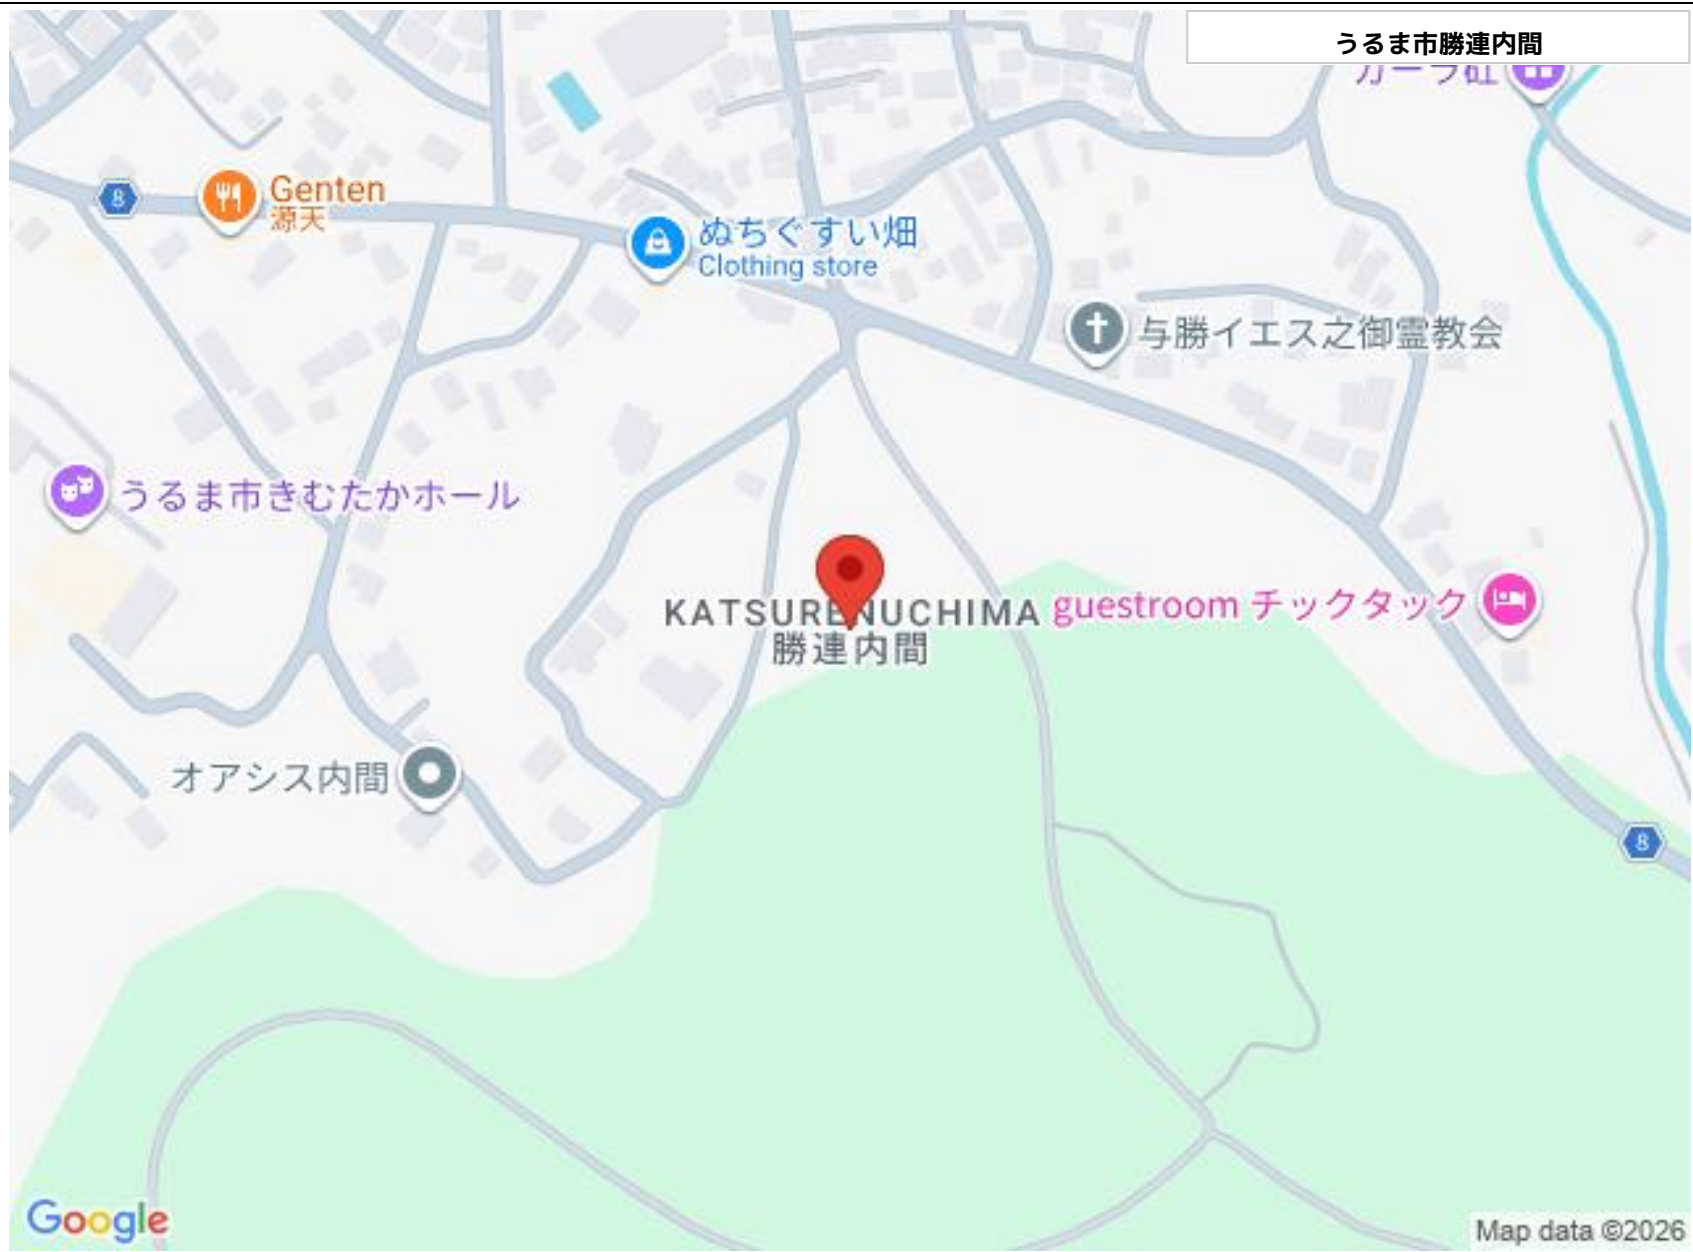 うるま市勝連内間
8
Genten
源天
ぬちぐすい畑
Clothing store
与勝イエス之御霊教会
うるま市きむたかホール
KATSURENUCHIMA
勝連内間
guestroom チックタック
オアシス内間
8
Google
Map data ©2026